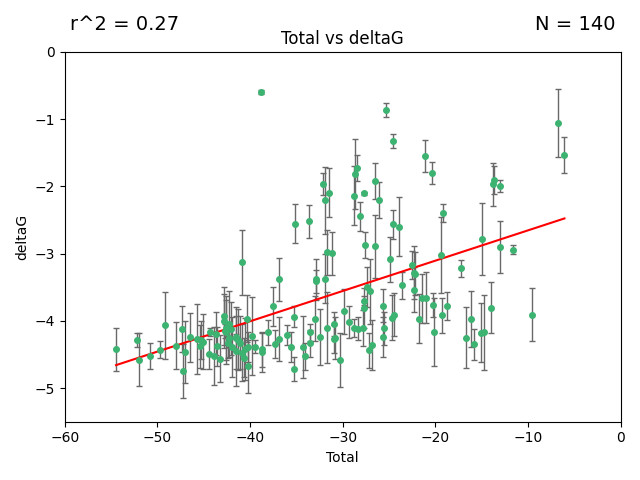 r^2 = 0.27
N = 140
Total vs deltaG
0
−1
−2
−3
−4
−5
deltaG
−60
−50
−40
−30
−20
−10
0
Total